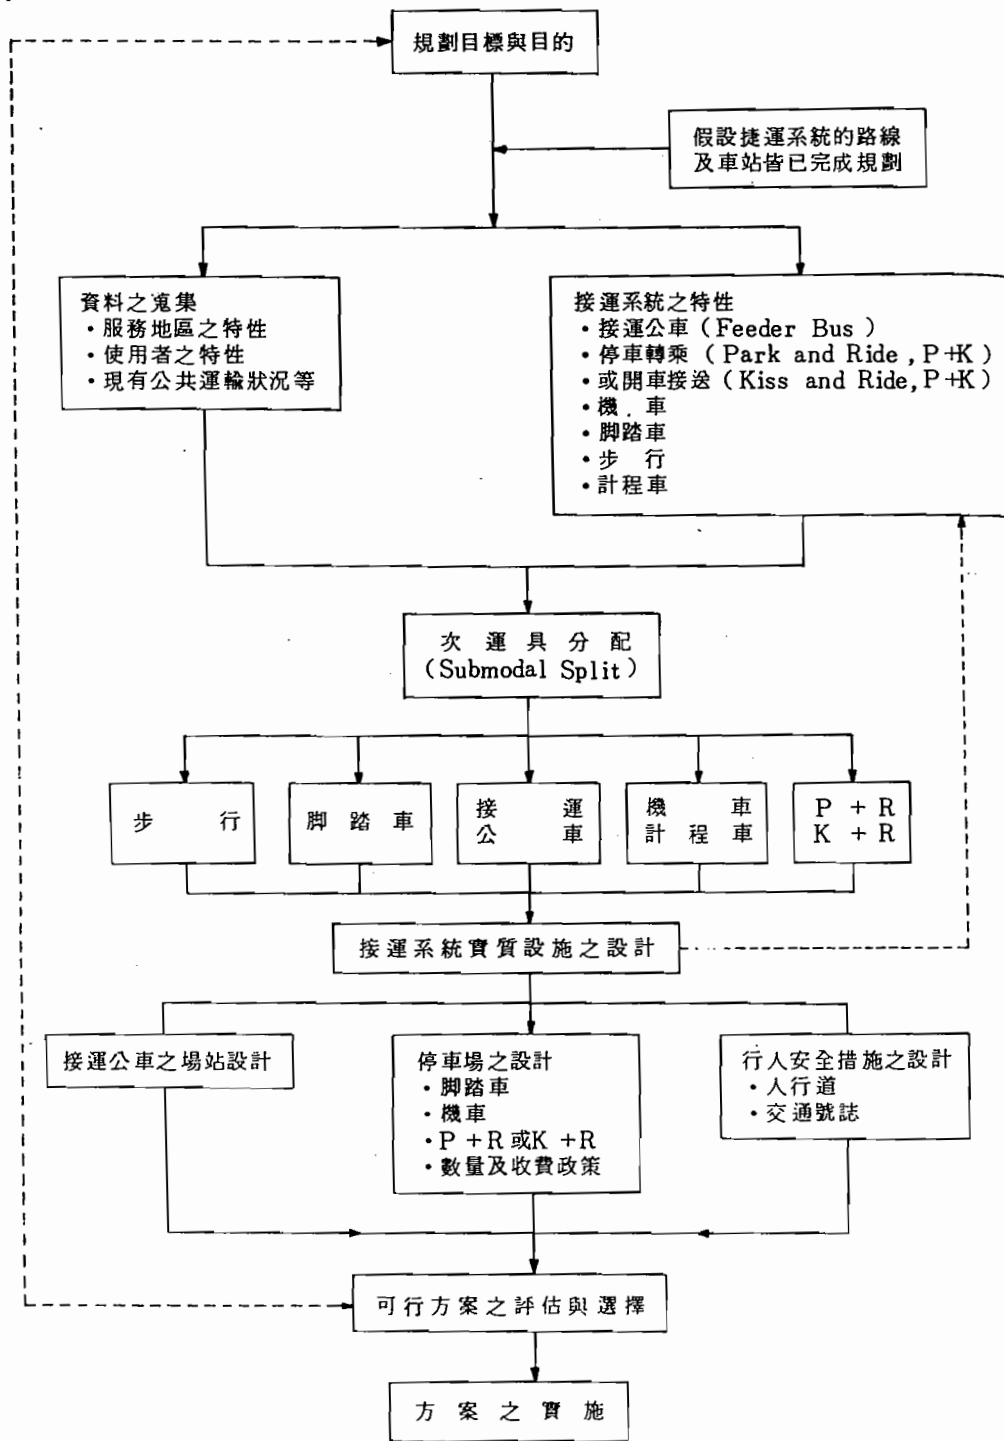 規劃目標與目的
假設捷運系統的路線
及車站皆已完成規劃
資料之蒐集
・服務地區之特性
・使用者之特性
・現有公共運輸狀況等
接運系統之特性
・接運公車（Feeder Bus）
・停車轉乘（Park and Ride, P+K）
・或開車接送（Kiss and Ride, P+K）
・機．車
・脚踏車
・步 行
・計程車
次運具分配
（Submodal Split）
步 行
脚踏車
接 運
公 車
機 車
計程車
P + R
K + R
接運系統實質設施之設計
接運公車之場站設計
停車場之設計
・脚踏車
・機車
・P + R 或K + R
・數量及收費政策
行人安全措施之設計
・人行道
・交通號誌
可行方案之評估與選擇
方案之實施